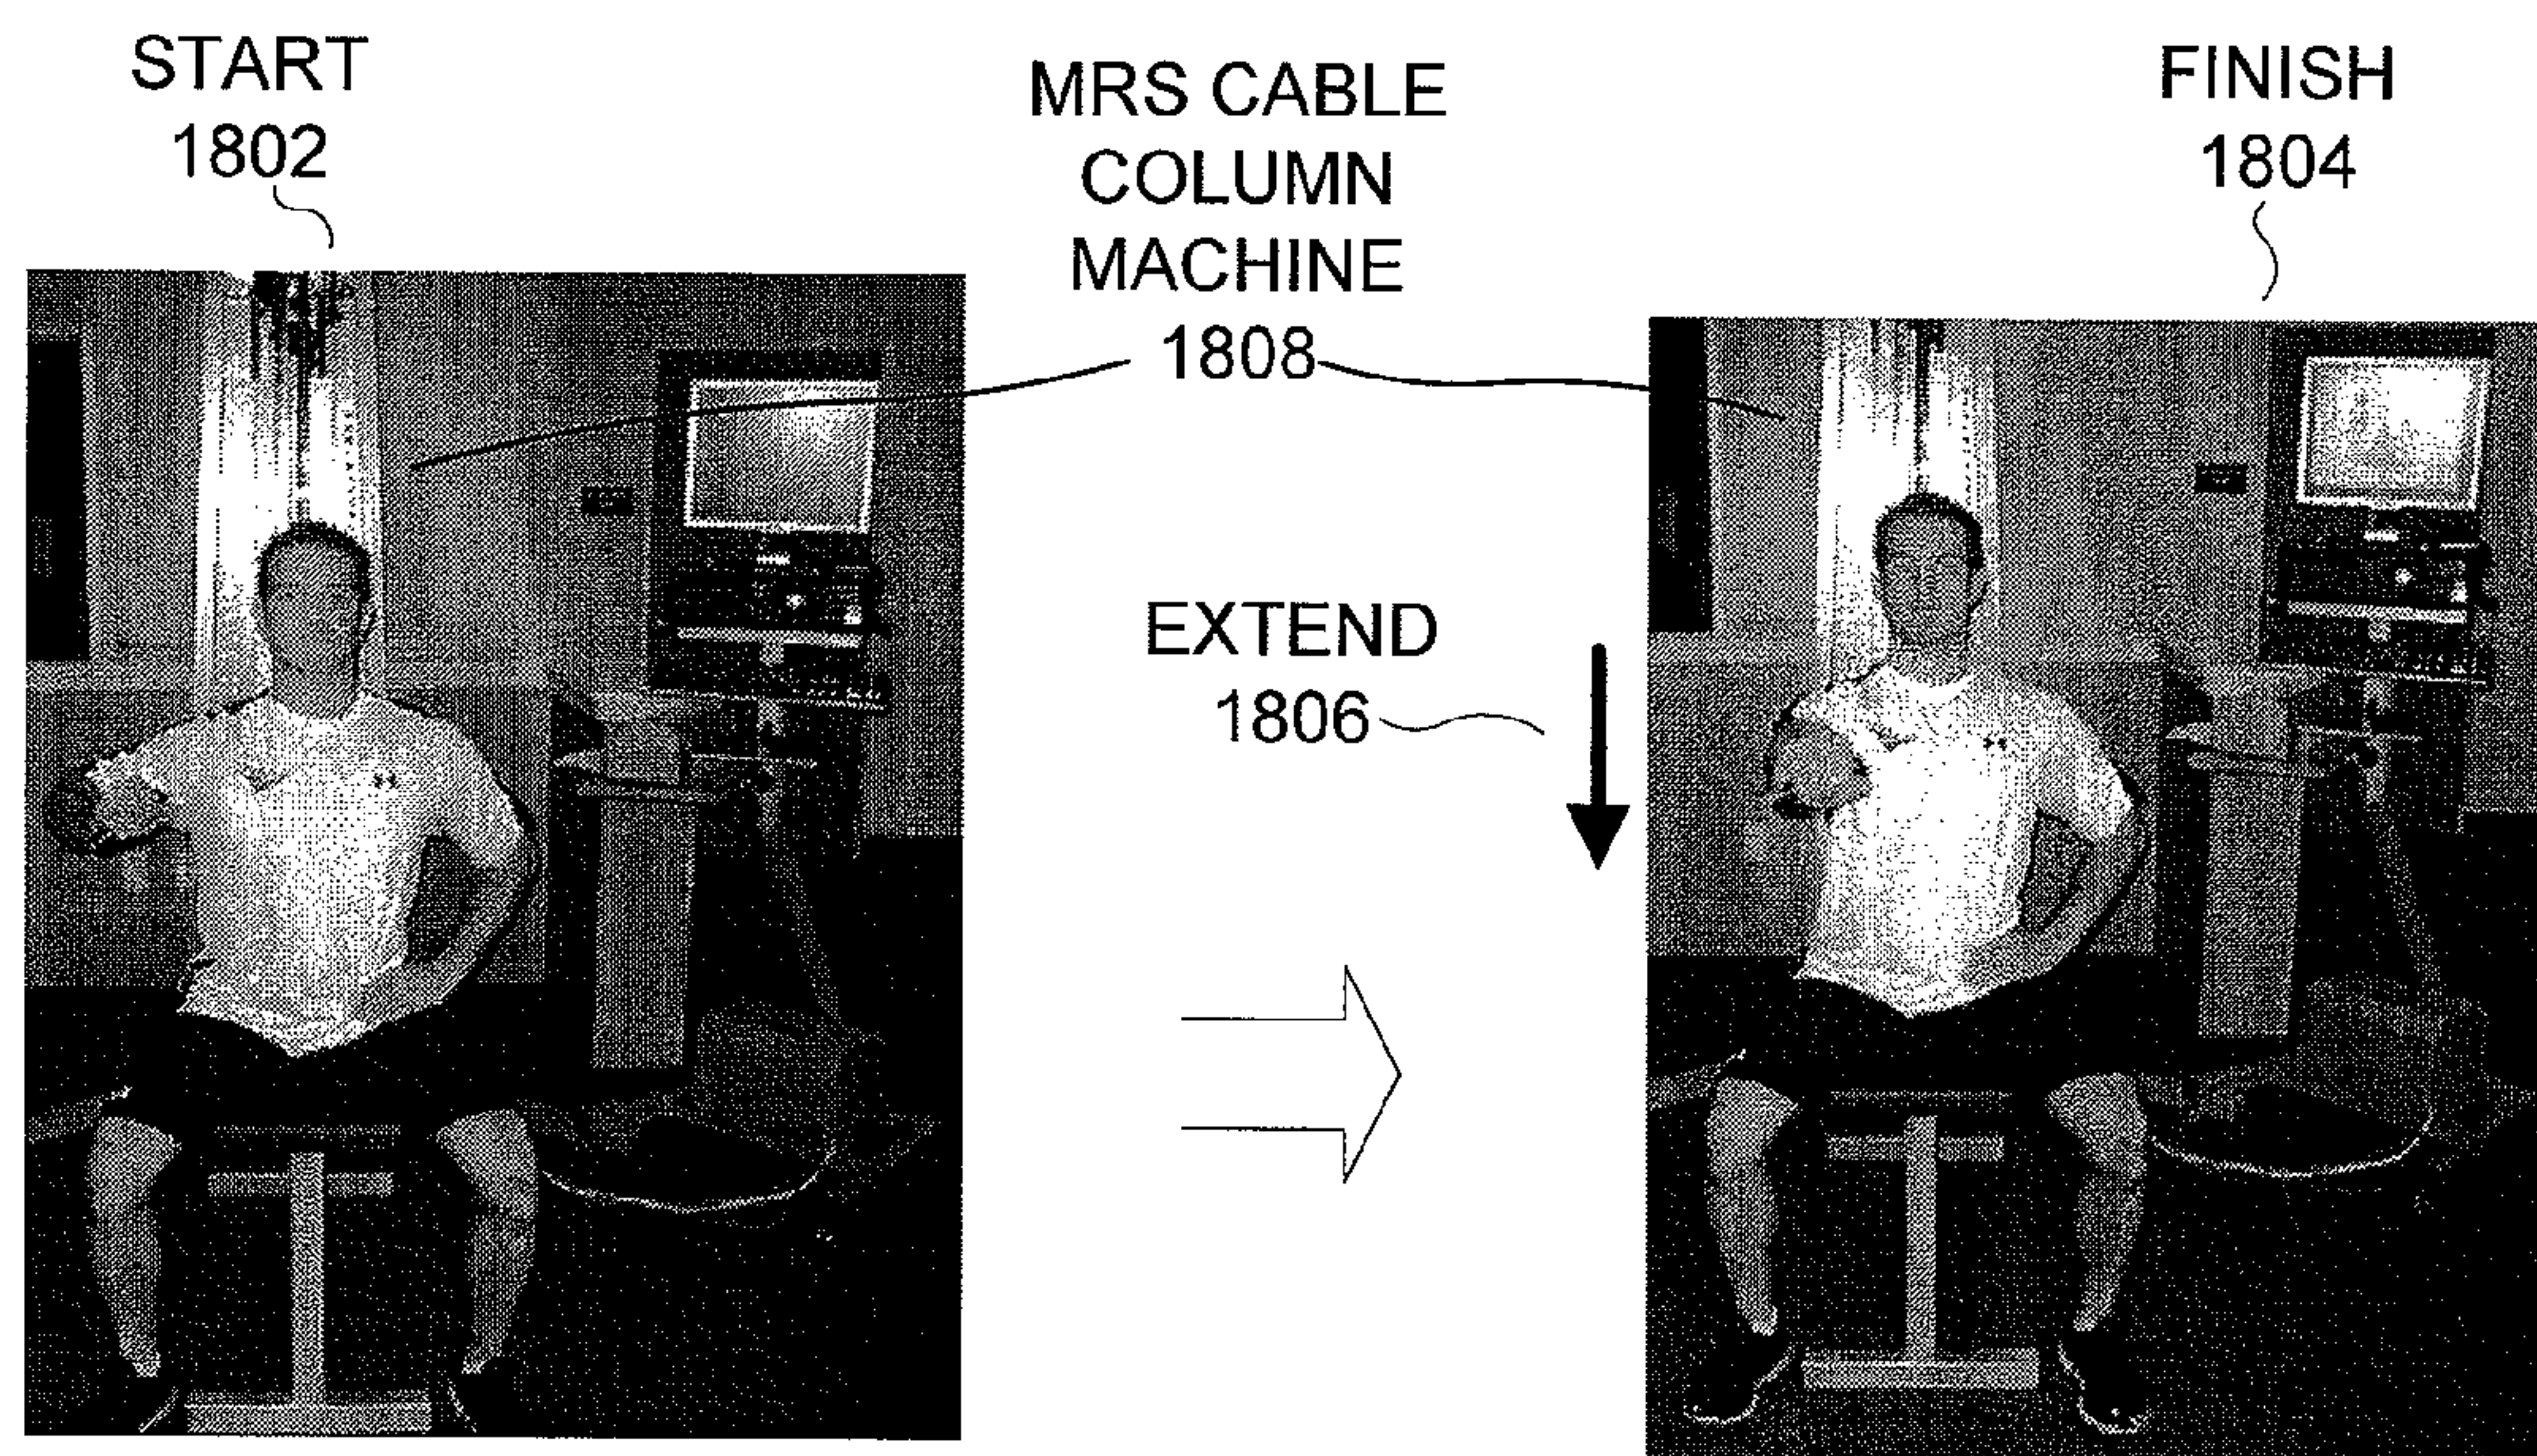 START
1802
MRS CABLE
COLUMN
MACHINE
1808
FINISH
1804
EXTEND
1806